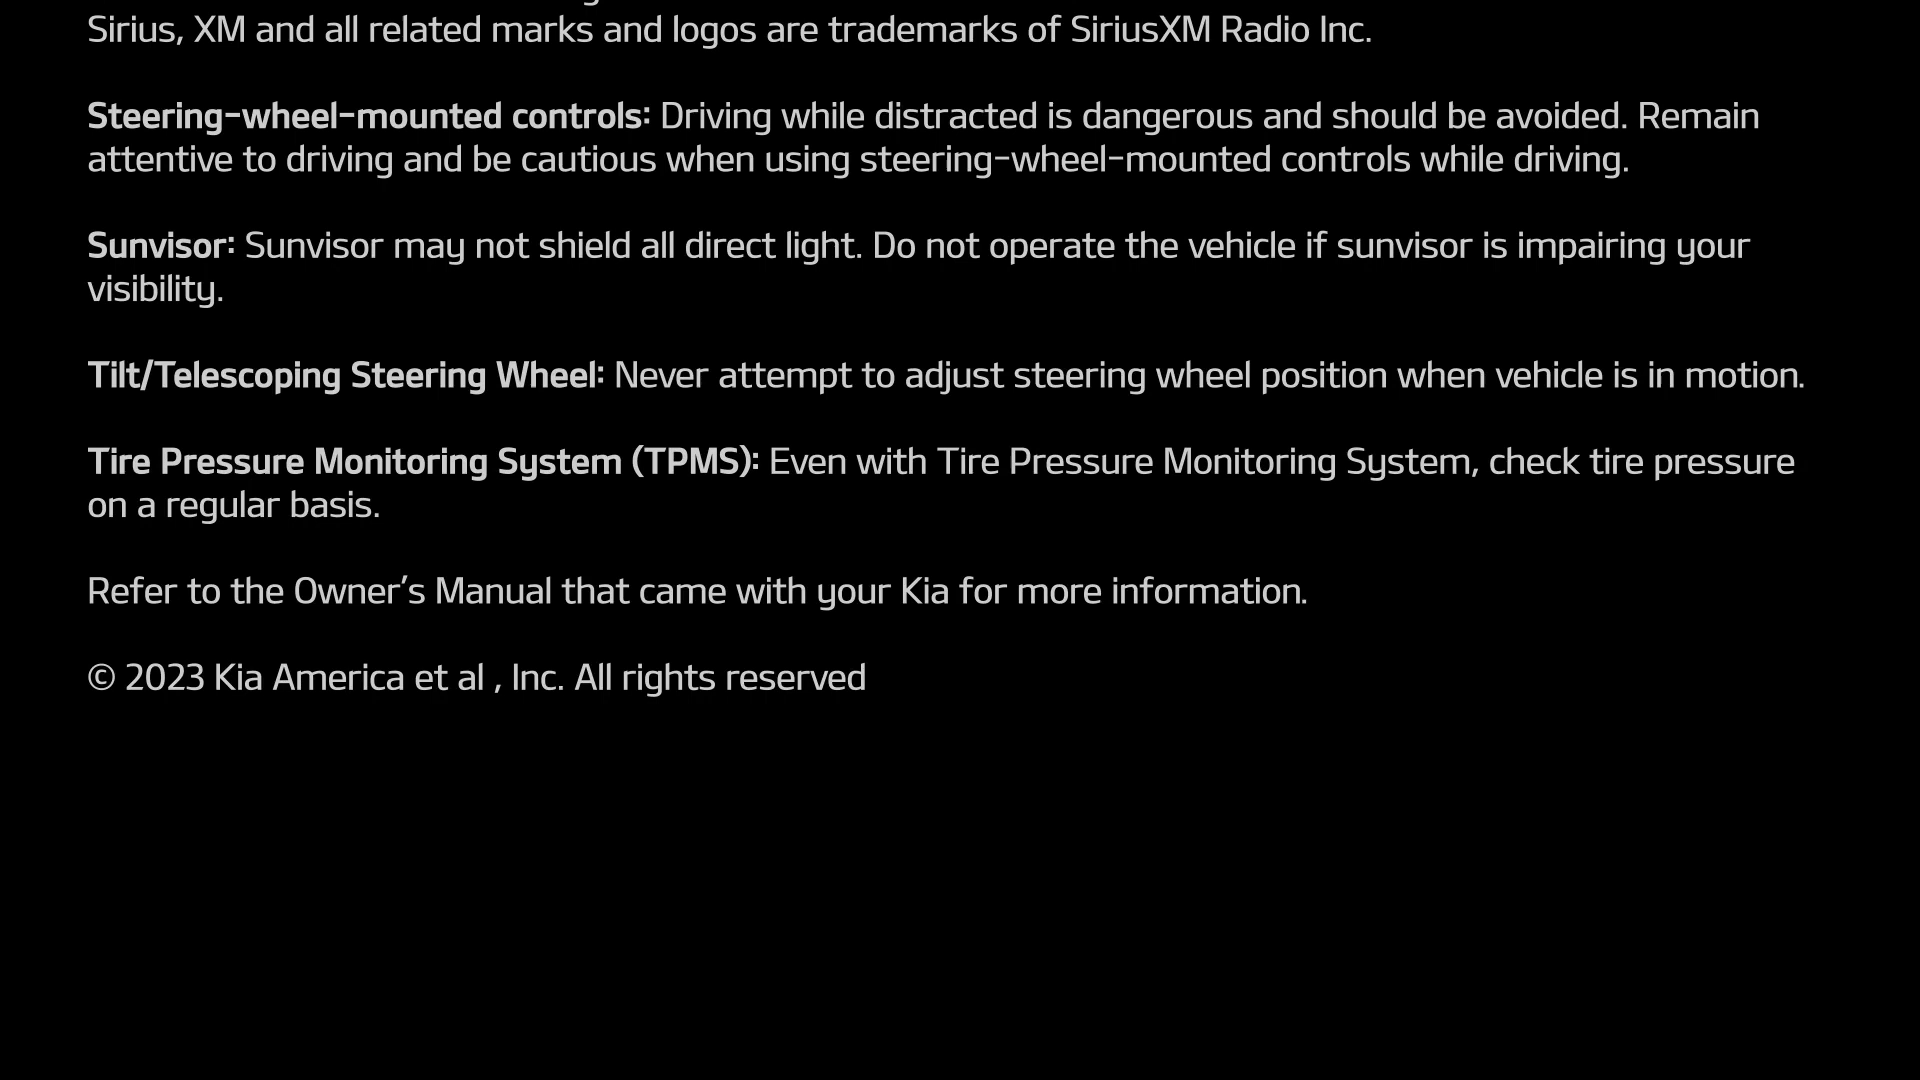 Sirius, XM and all related marks and logos are trademarks of SiriusXM Radio Inc.
Steering-wheel-mounted controls: Driving while distracted is dangerous and should be avoided. Remain
attentive to driving and be cautious when using steering-wheel-mounted controls while driving.
Sunvisor: Sunvisor may not shield all direct light. Do not operate the vehicle if sunvisor is impairing your
visibility.
Tilt/Telescoping Steering Wheel: Never attempt to adjust steering wheel position when vehicle is in motion.
Tire Pressure Monitoring System (TPMS): Even with Tire Pressure Monitoring System, check tire pressure
on a regular basis.
Refer to the Owner’s Manual that came with your Kia for more information.
© 2023 Kia America et al , Inc. All rights reserved